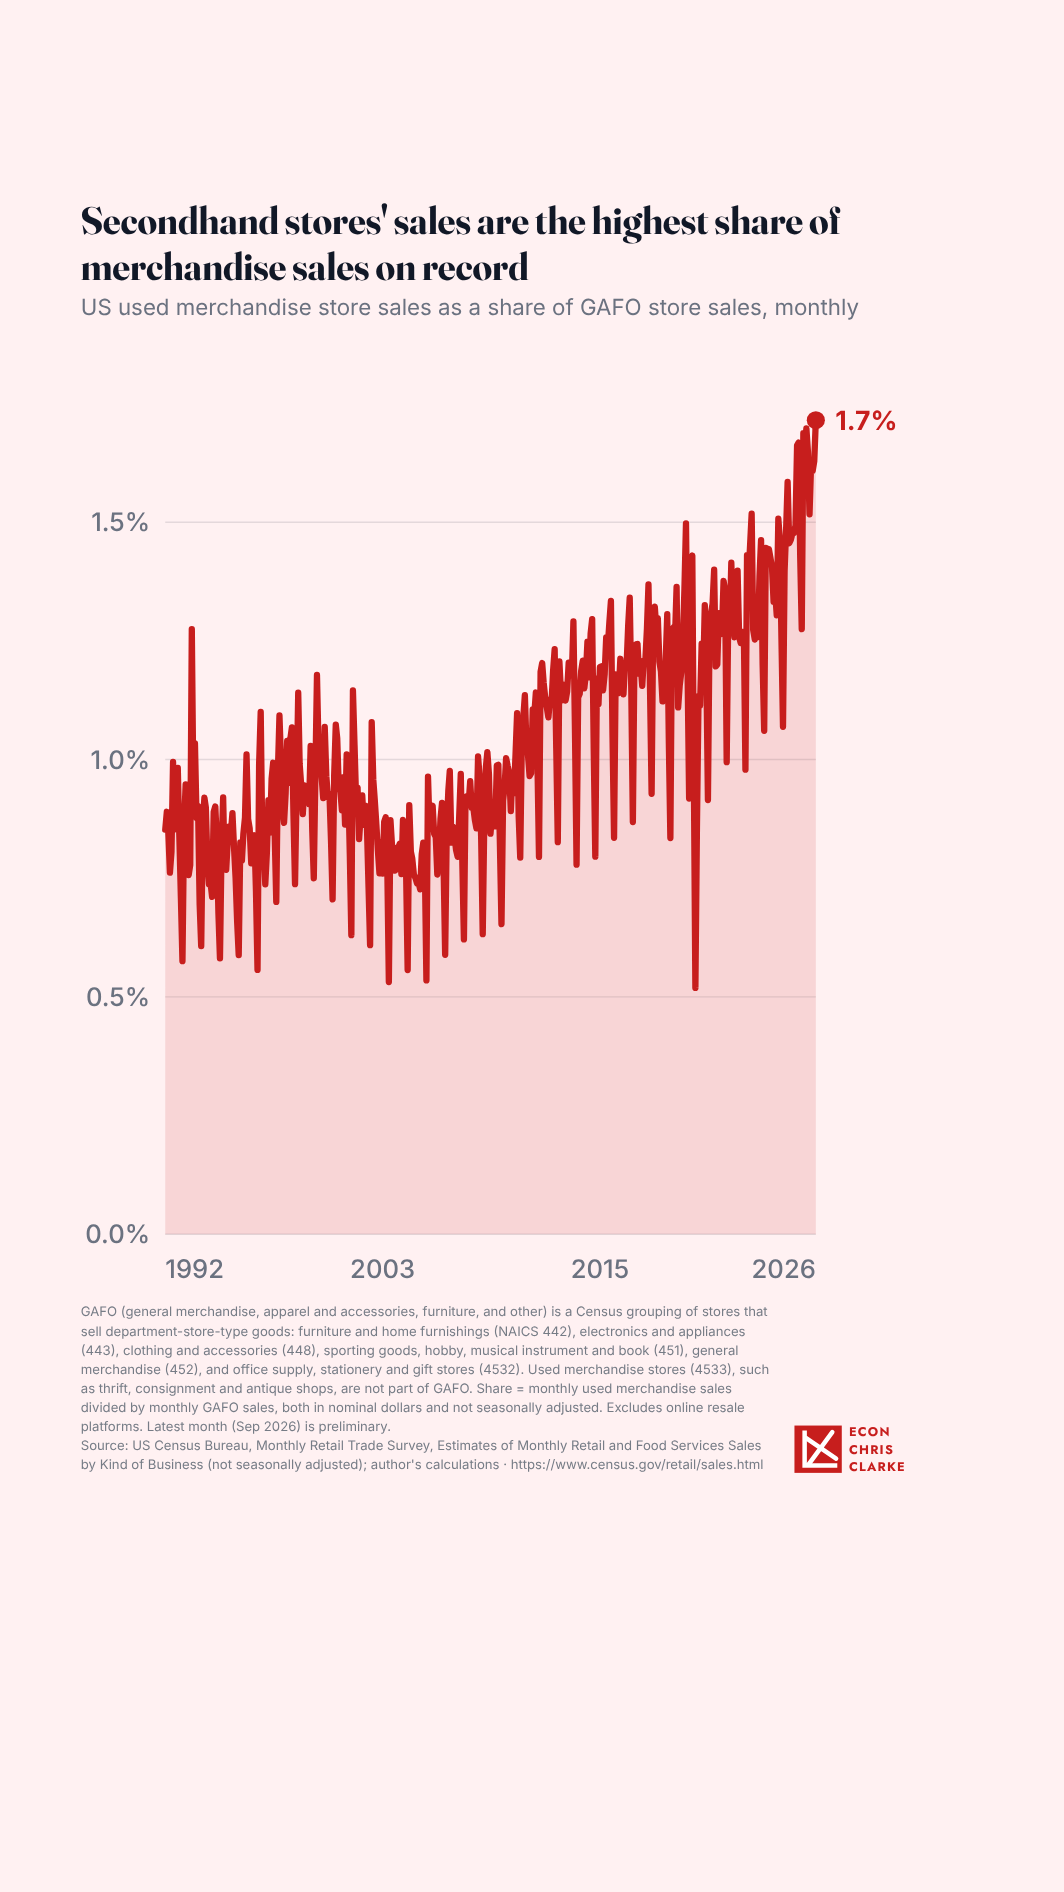 Secondhand stores' sales are the highest share of
merchandise sales on record
US used merchandise store sales as a share of GAFO store sales, monthly
1.7%
1.5%
1.0%
0.5%
0.0%
1992 2003 2015 2026
GAFO (general merchandise, apparel and accessories, furniture, and other) is a Census grouping of stores that
sell department-store-type goods: furniture and home furnishings (NAICS 442), electronics and appliances
(443), clothing and accessories (448), sporting goods, hobby, musical instrument and book (451), general
merchandise (452), and office supply, stationery and gift stores (4532). Used merchandise stores (4533), such
as thrift, consignment and antique shops, are not part of GAFO. Share = monthly used merchandise sales
divided by monthly GAFO sales, both in nominal dollars and not seasonally adjusted. Excludes online resale
platforms. Latest month (Sep 2026) is preliminary.
Source: US Census Bureau, Monthly Retail Trade Survey, Estimates of Monthly Retail and Food Services Sales
by Kind of Business (not seasonally adjusted); author's calculations · https://www.census.gov/retail/sales.html
ECON
CHRIS
CLARKE